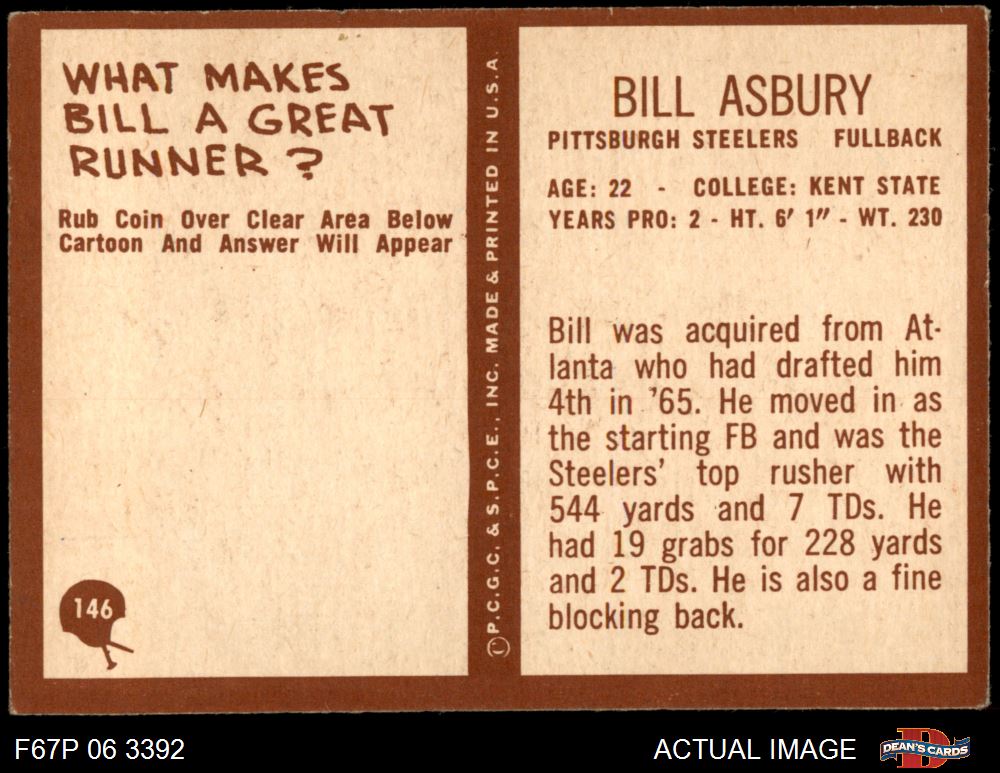 WHAT MAKES
BILL A GREAT
RUNNER ?
Rub Coin Over Clear Area Below
Cartoon And Answer Will Appear
146
Ⓛ P.C.G.C. & S.P.C.E., INC. MADE & PRINTED IN U.S.A.
BILL ASBURY
PITTSBURGH STEELERS FULLBACK
AGE: 22 - COLLEGE: KENT STATE
YEARS PRO: 2 - HT. 6′ 1″ - WT. 230
Bill was acquired from At-
lanta who had drafted him
4th in '65. He moved in as
the starting FB and was the
Steelers' top rusher with
544 yards and 7 TDs. He
had 19 grabs for 228 yards
and 2 TDs. He is also a fine
blocking back.
F67P 06 3392
ACTUAL IMAGE
DEAN'S CARDS